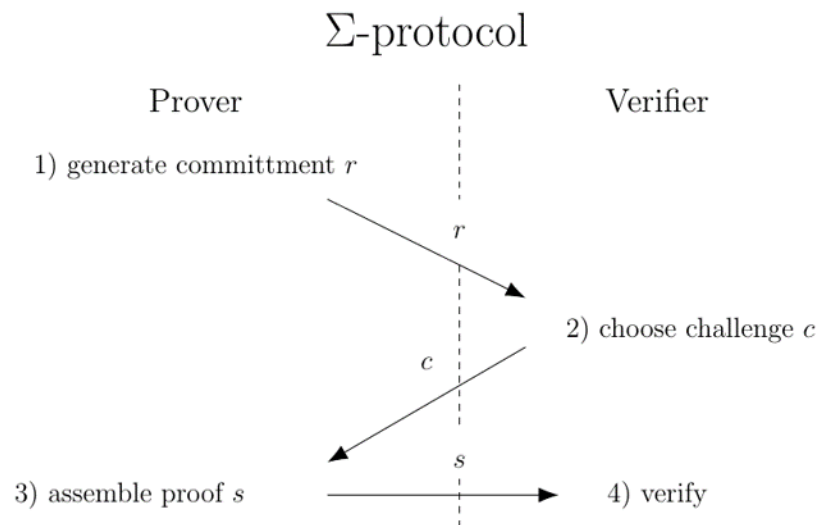 Σ-protocol
Prover
Verifier
1) generate committment r
r
2) choose challenge c
c
s
3) assemble proof s
4) verify